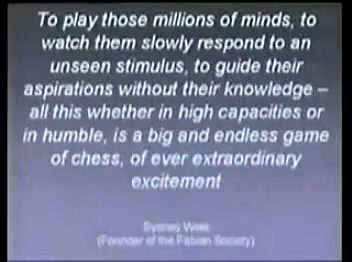 To play those millions of minds, to
watch them slowly respond to an
unseen stimulus, to guide their
aspirations without their knowledge –
all this whether in high capacities or
in humble, is a big and endless game
of chess, of ever extraordinary
excitement
Sydney
(Founder of the Fabian Society)